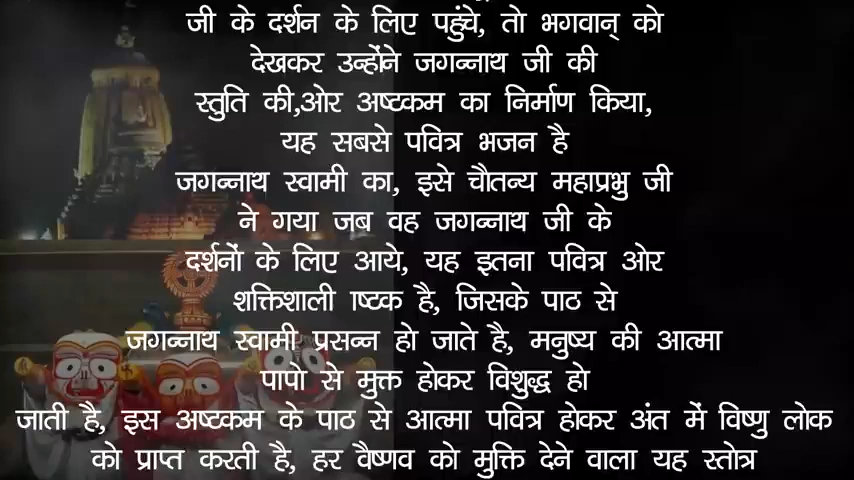 जी के दर्शन के लिए पहुंचे, तो भगवान् को
देखकर उन्होंने जगन्नाथ जी की
स्तुति की,ओर अष्टकम का निर्माण किया,
यह सबसे पवित्र भजन है
जगन्नाथ स्वामी का, इसे चौतन्य महाप्रभु जी
ने गया जब वह जगन्नाथ जी के
दर्शनों के लिए आये, यह इतना पवित्र ओर
शक्तिशाली ाष्टक है, जिसके पाठ से
जगन्नाथ स्वामी प्रसन्न हो जाते है, मनुष्य की आत्मा
पापो से मुक्त होकर विशुद्ध हो
जाती है, इस अष्टकम के पाठ से आत्मा पवित्र होकर अंत में विष्णु लोक
को प्राप्त करती है, हर वैष्णव को मुक्ति देने वाला यह स्तोत्र